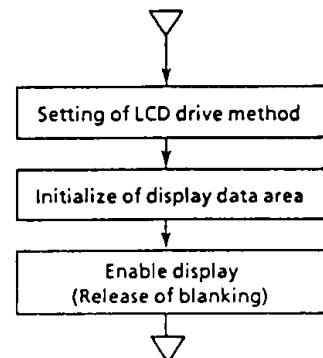 Setting of LCD drive method
Initialize of display data area
Enable display
(Release of blanking)